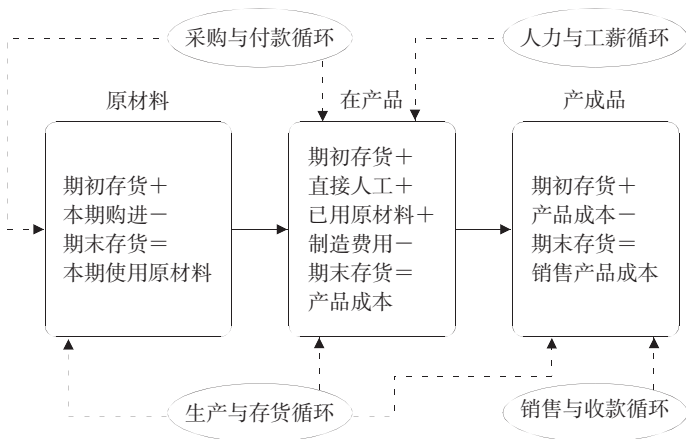 采购与付款循环
人力与工薪循环
原材料
在产品
产成品
期初存货＋
本期购进－
期末存货＝
本期使用原材料
期初存货＋
直接人工＋
已用原材料＋
制造费用－
期末存货＝
产品成本
期初存货＋
产品成本－
期末存货＝
销售产品成本
生产与存货循环
销售与收款循环